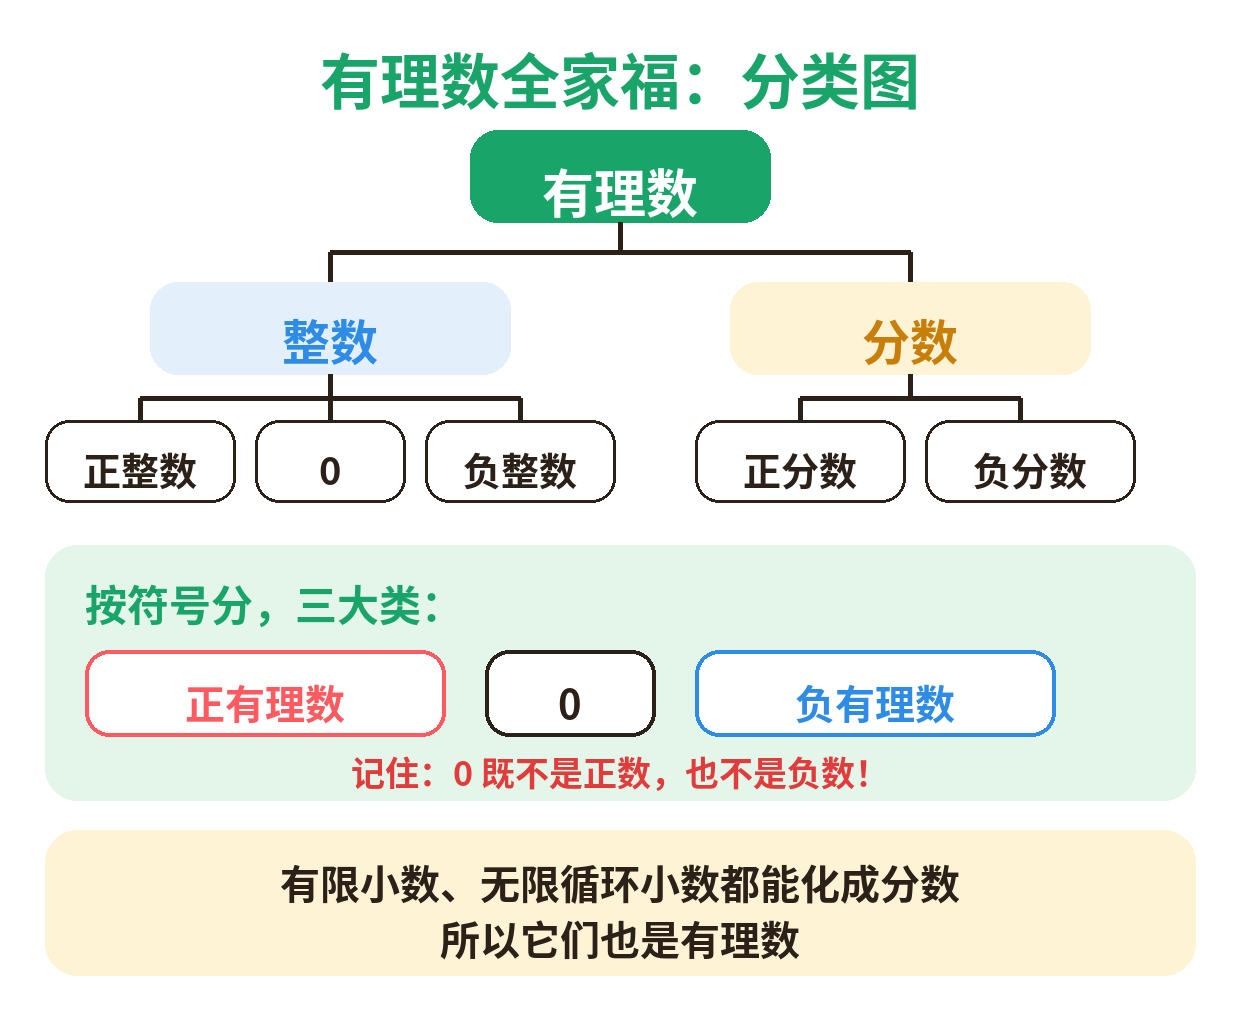 有理数全家福：分类图
有理数
整数
分数
正整数
0
负整数
正分数
负分数
按符号分，三大类：
正有理数
0
负有理数
记住：0 既不是正数，也不是负数！
有限小数、无限循环小数都能化成分数
所以它们也是有理数